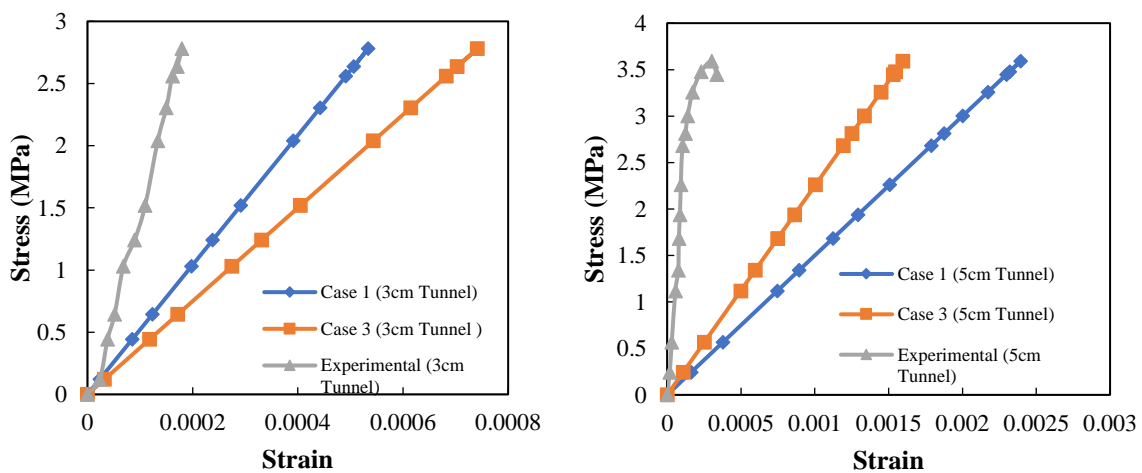 3
2.5
2
1.5
1
0.5
0
Stress (MPa)
0
0.0002
0.0004
0.0006
0.0008
Strain
Case 1 (3cm Tunnel)
Case 3 (3cm Tunnel )
Experimental (3cm
Tunnel)
4
3.5
3
2.5
2
1.5
1
0.5
0
Stress (MPa)
0
0.0005
0.001
0.0015
0.002
0.0025
0.003
Strain
Case 1 (5cm Tunnel)
Case 3 (5cm Tunnel)
Experimental (5cm
Tunnel)